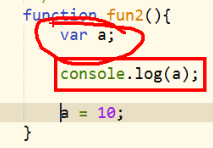 function fun2(){
var a;
console.log(a);
a = 10;
}